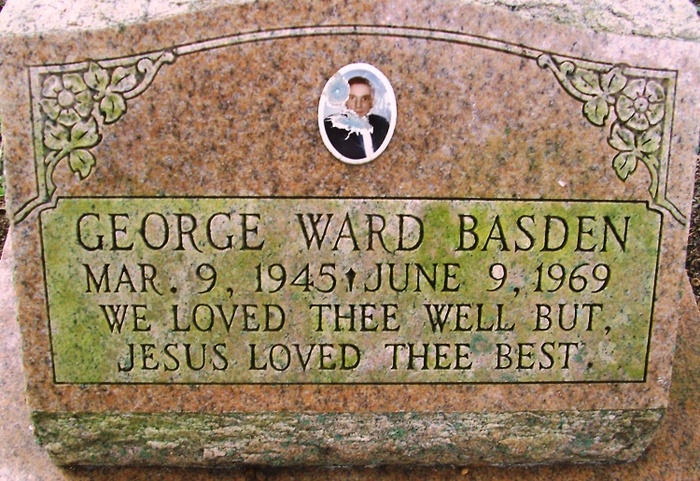 GEORGE WARD BASDEN
MAR. 9, 1945 ♦ JUNE 9, 1969
WE LOVED THEE WELL BUT,
JESUS LOVED THEE BEST.